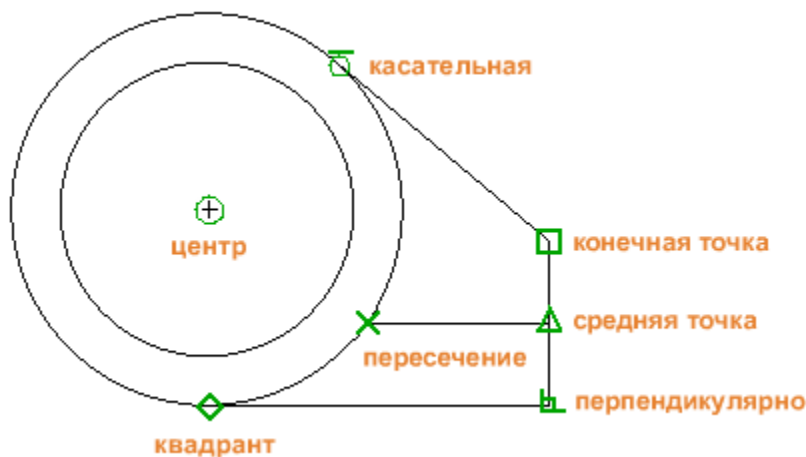 касательная
центр
конечная точка
средняя точка
пересечение
перпендикулярно
квадрант